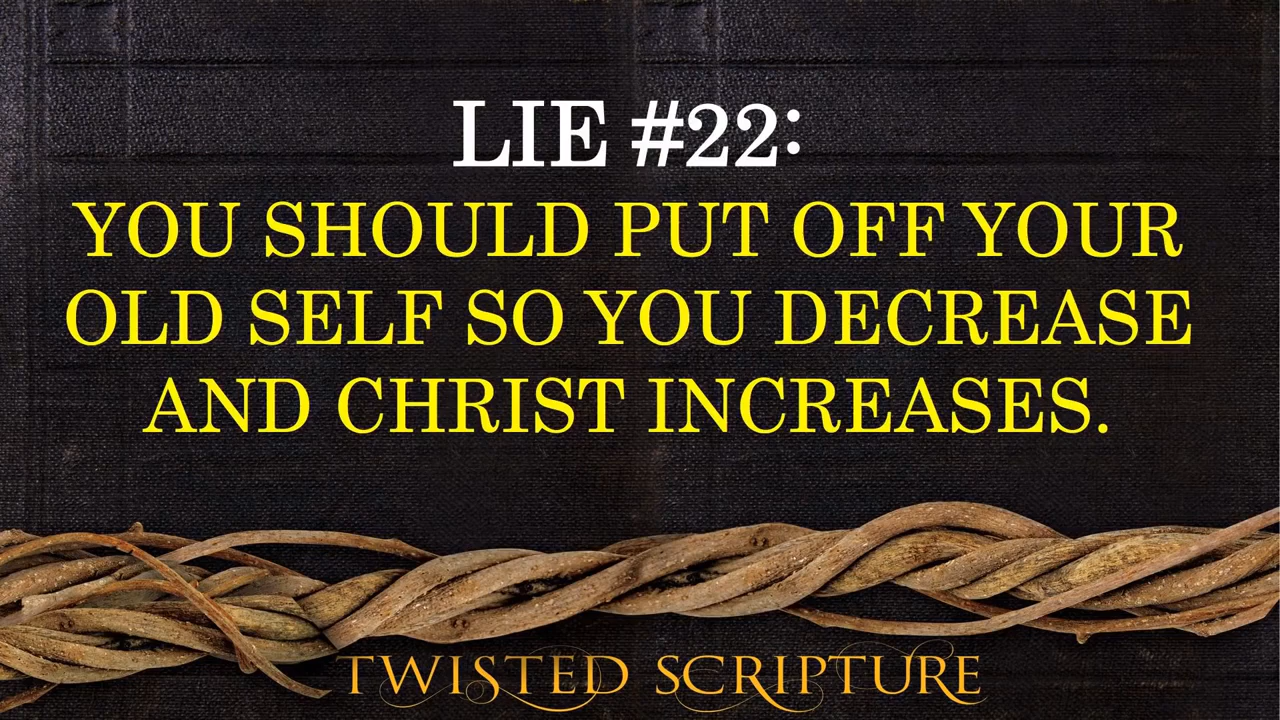 LIE #22:
YOU SHOULD PUT OFF YOUR
OLD SELF SO YOU DECREASE
AND CHRIST INCREASES.
TWISTED SCRIPTURE